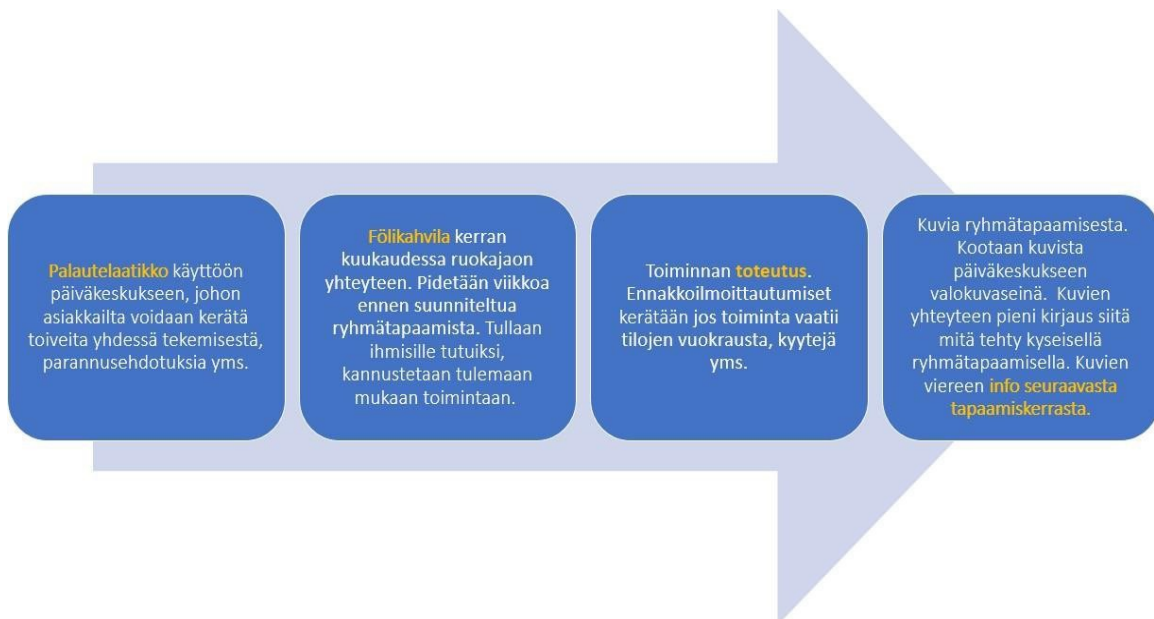 Palautelaatikko käyttöön
päiväkeskukseen, johon
asiakkailta voidaan kerätä
toiveita yhdessä tekemisestä,
parannusehdotuksia yms.
Fölikahvila kerran
kuukaudessa ruokajaon
yhteyteen. Pidetään viikkoa
ennen suunniteltua
ryhmätapaamista. Tullaan
ihmisille tutuiksi,
kannustetaan tulemaan
mukaan toimintaan.
Toiminnan toteutus.
Ennakkoilmoittautumiset
kerätään jos toiminta vaatii
tilojen vuokrausta, kyytejä
yms.
Kuvia ryhmätapaamisesta.
Kootaan kuvista
päiväkeskukseen
valokuvaseinä. Kuvien
yhteyteen pieni kirjaus siitä
mitä tehty kyseisellä
ryhmätapaamisella. Kuvien
viereen info seuraavasta
tapaamiskerrasta.